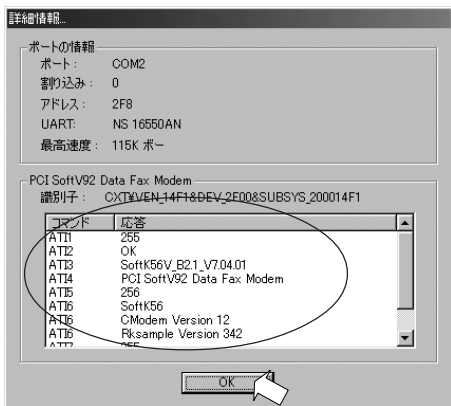 詳細情報...
ポートの情報
ポート： COM2
割り込み： 0
アドレス： 2F8
UART: NS 16550AN
最高速度： 115K ボー
PCI SoftV92 Data Fax Modem
識別子： CXT¥VEN_14F1&DEV_2F00&SUBSYS_200014F1
コマンド 応答
ATI1 255
ATI2 OK
ATI3 SoftK56V_B2.1_V7.04.01
ATI4 PCI SoftV92 Data Fax Modem
ATI5 256
ATI6 SoftK56
ATI6 CModem Version 12
ATI6 Rksample Version 342
ATI7 255
OK